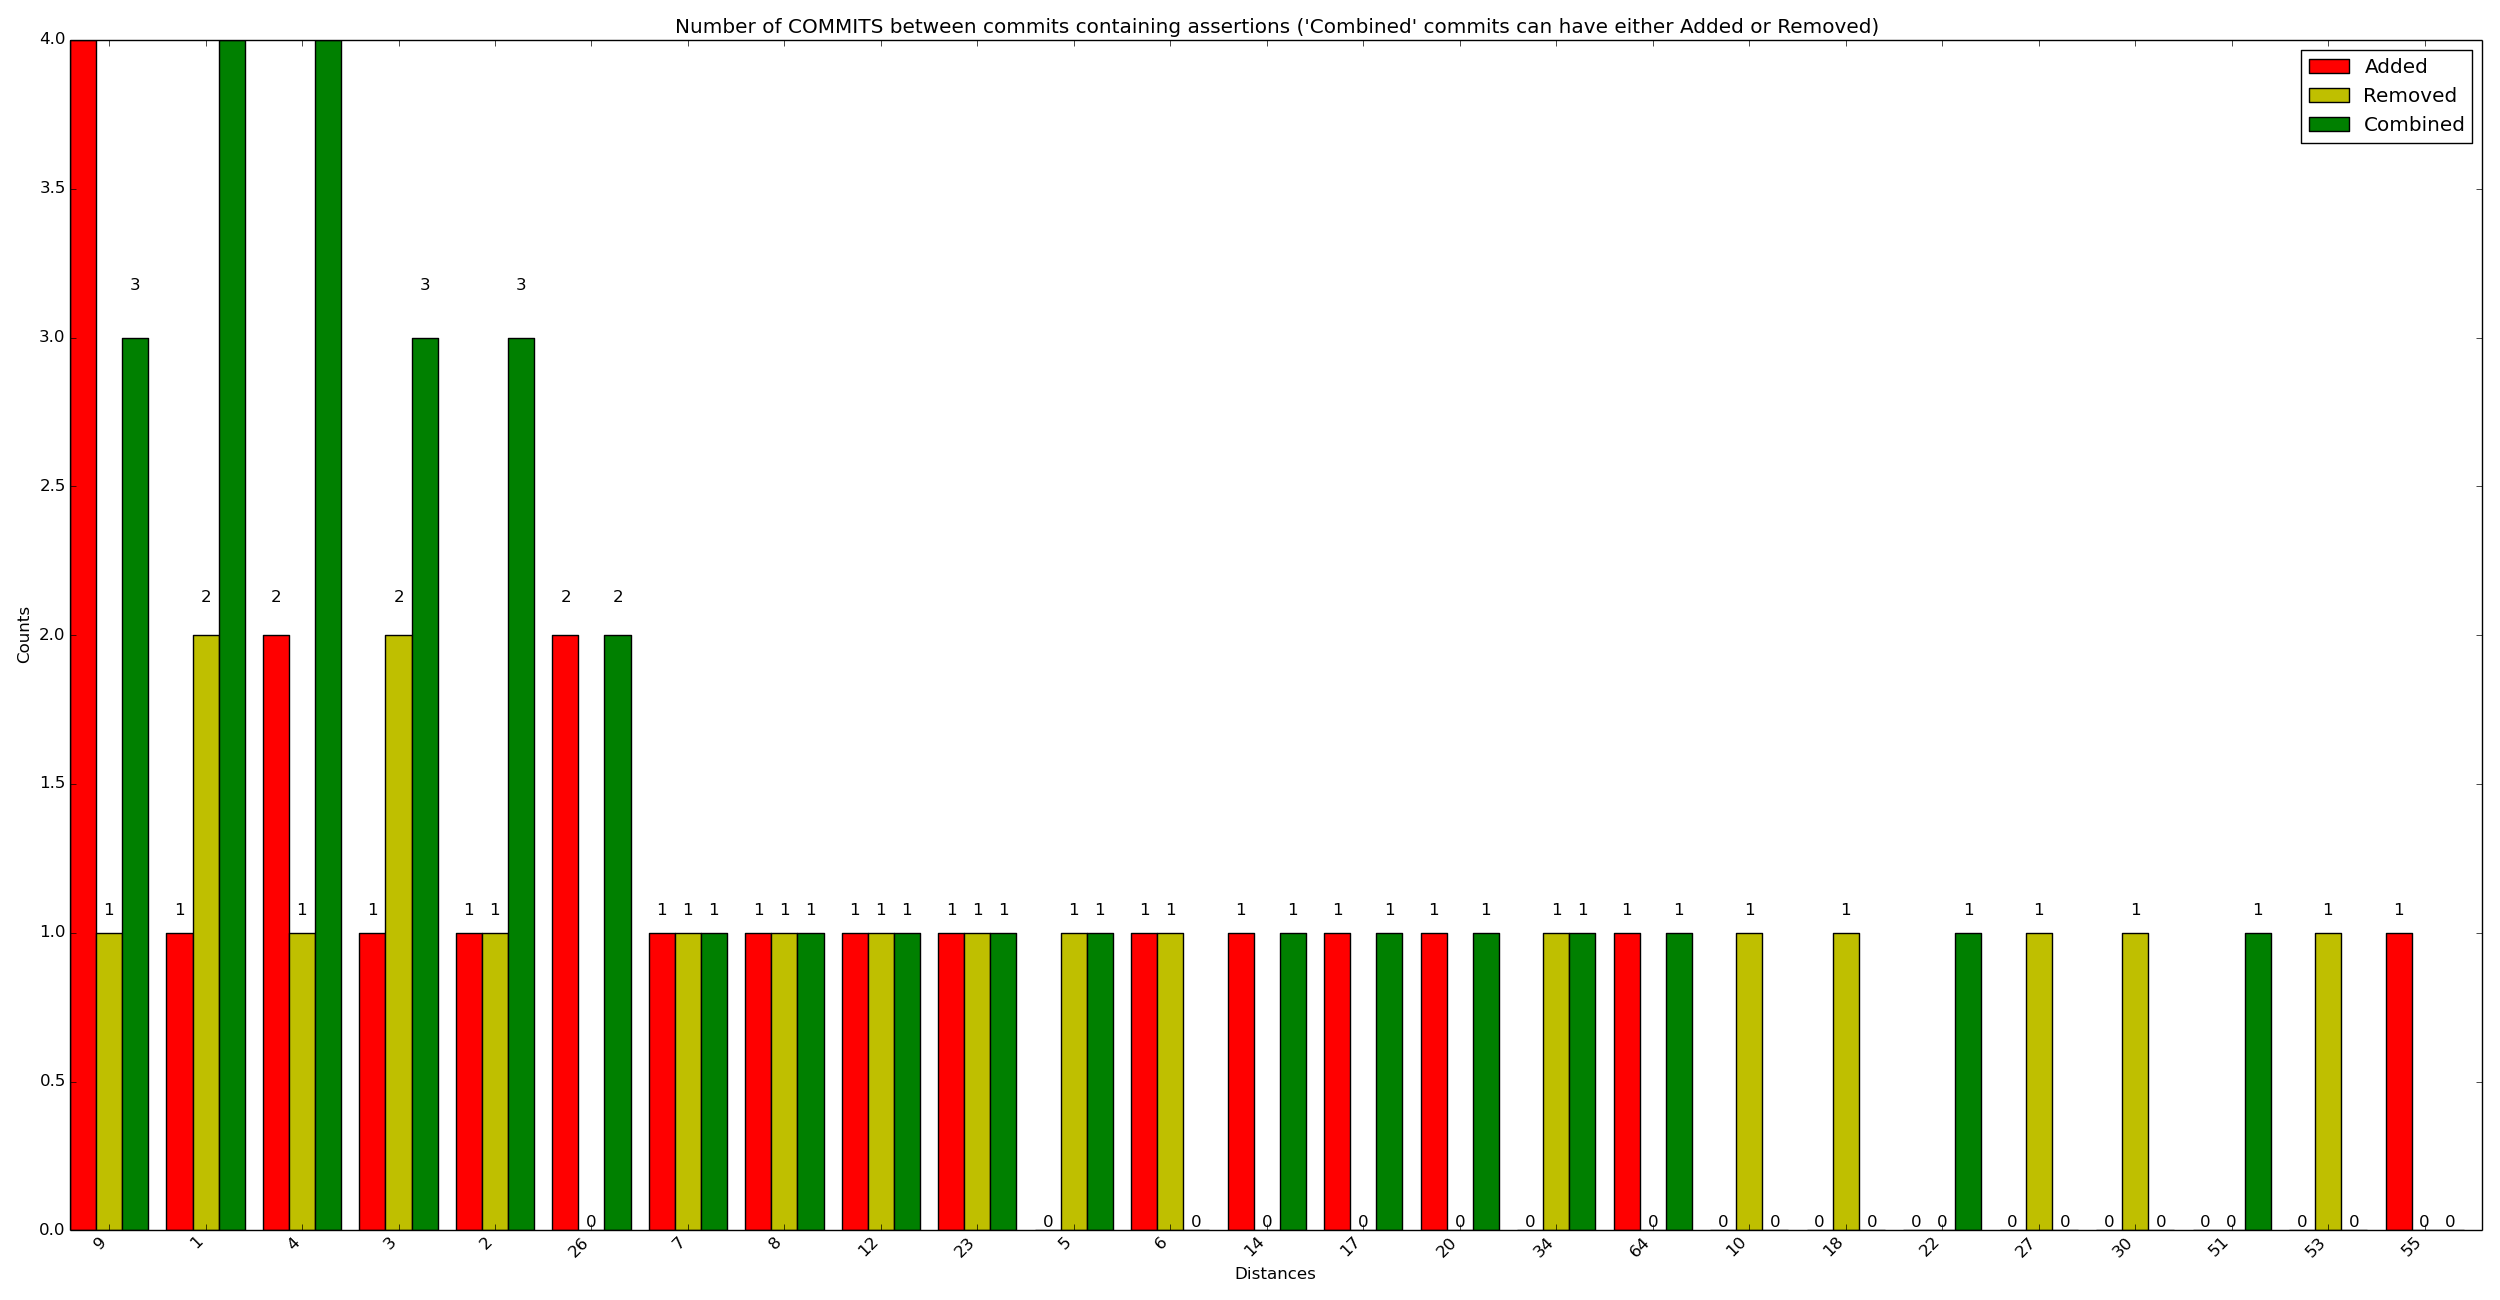 Number of COMMITS between commits containing assertions ('Combined' commits can have either Added or Removed)
Added
Removed
Combined
Counts
4.0
3.5
3.0
2.5
2.0
1.5
1.0
0.5
0.0
3 3 3
2 2 2 2 2
1 1 1 1 1 1 1 1 1 1 1 1 1 1 1 1 1 1 1 1 1 1 1 1 1 1 1 1 1 1 1 1 1 1 1 1 1 1 1
0 0 0 0 0 0 0 0 0 0 0 0 0 0 0 0 0 0 0 0 0 0 0 0 0
9 1 4 3 2 26 7 8 12 23 5 6 14 17 20 34 64 10 18 22 27 30 51 53 55
Distances